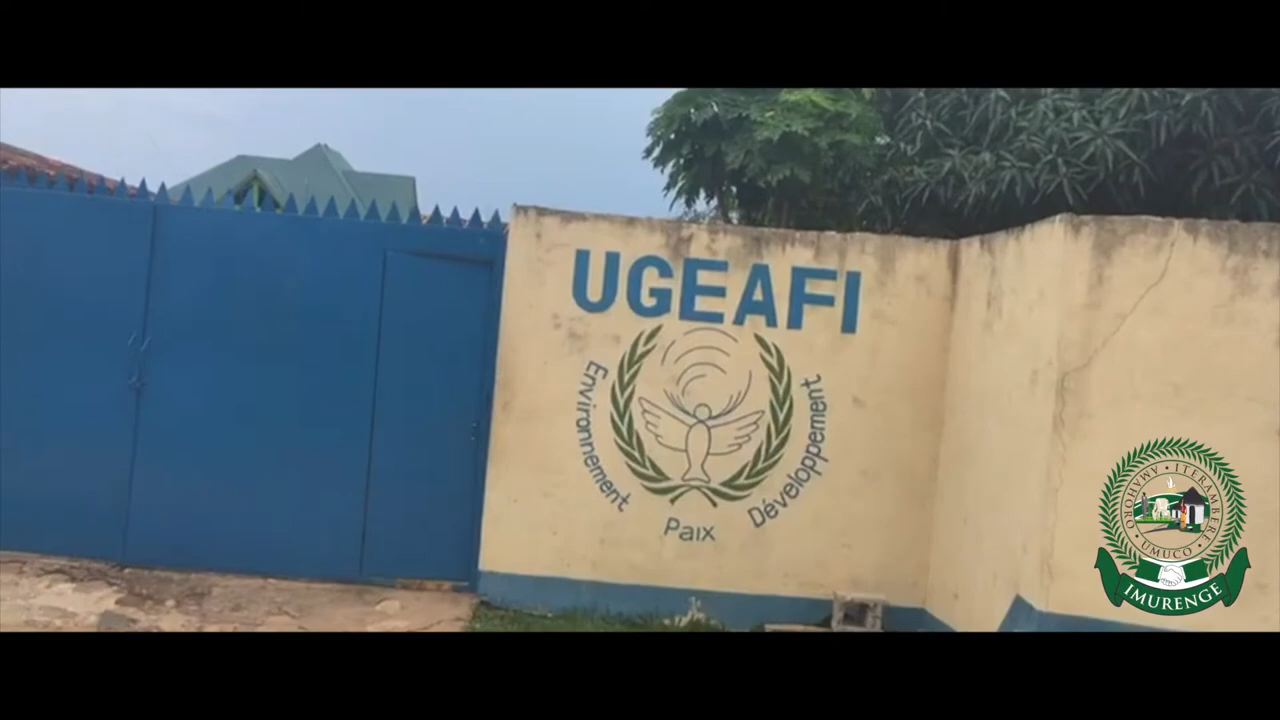 UGEAFI
Environnement
Paix
Développement
AMAHORO · ITERAMBERE · UMUCO
IMURENGE